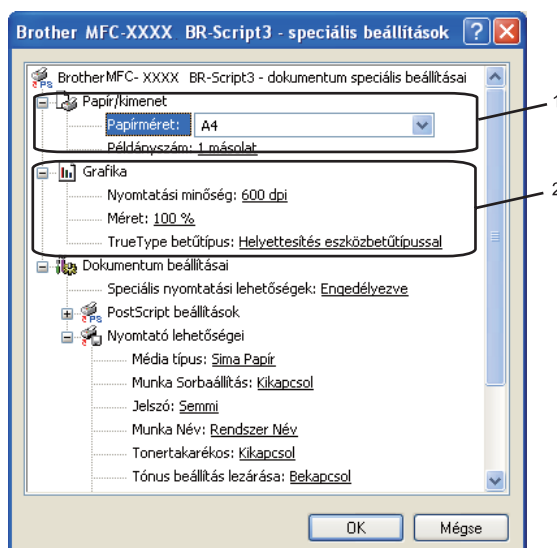 Brother MFC-XXXX BR-Script3 - speciális beállítások
BrotherMFC- XXXX BR-Script3 - dokumentum speciális beállításai
Papír/kimenet
1
Papírméret: A4
Példányszám: 1 másolat
Grafika
2
Nyomtatási minőség: 600 dpi
Méret: 100 %
TrueType betűtípus: Helyettesítés eszközbetűtípussal
Dokumentum beállításai
Speciális nyomtatási lehetőségek: Engedélyezve
PostScript beállítások
Nyomtató lehetőségei
Média típus: Sima Papír
Munka Sorbaállítás: Kikapcsol
Jelszó: Semmi
Munka Név: Rendszer Név
Tonertakarékos: Kikapcsol
Tónus beállítás lezárása: Bekapcsol
OK Mégse